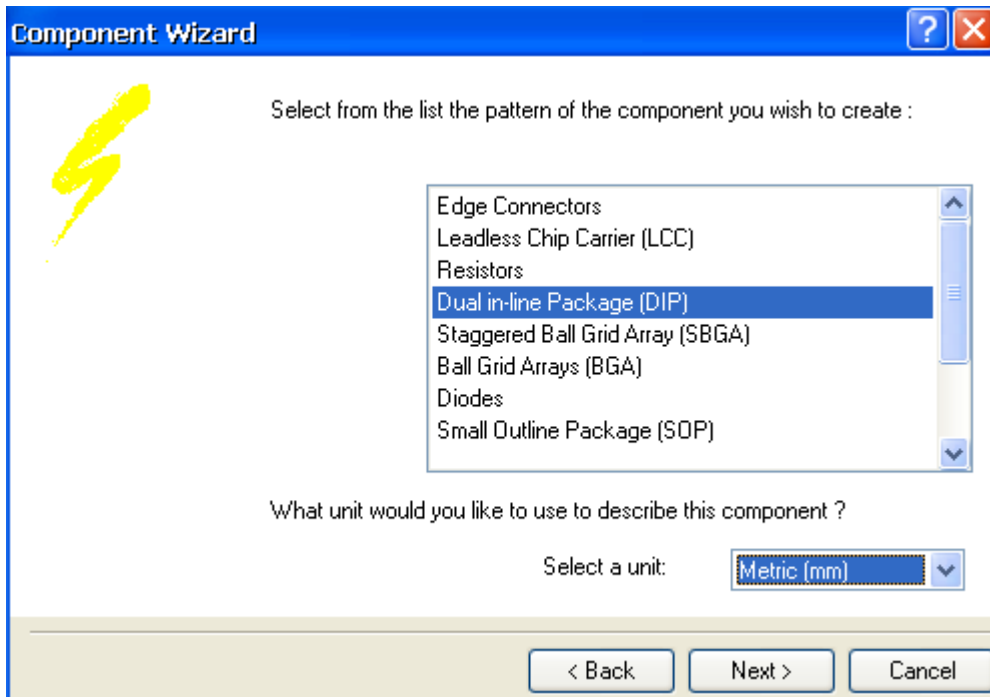 Component Wizard
?
Select from the list the pattern of the component you wish to create :
Edge Connectors
Leadless Chip Carrier (LCC)
Resistors
Dual in-line Package (DIP)
Staggered Ball Grid Array (SBGA)
Ball Grid Arrays (BGA)
Diodes
Small Outline Package (SOP)
What unit would you like to use to describe this component ?
Select a unit: Metric (mm)
< Back Next > Cancel